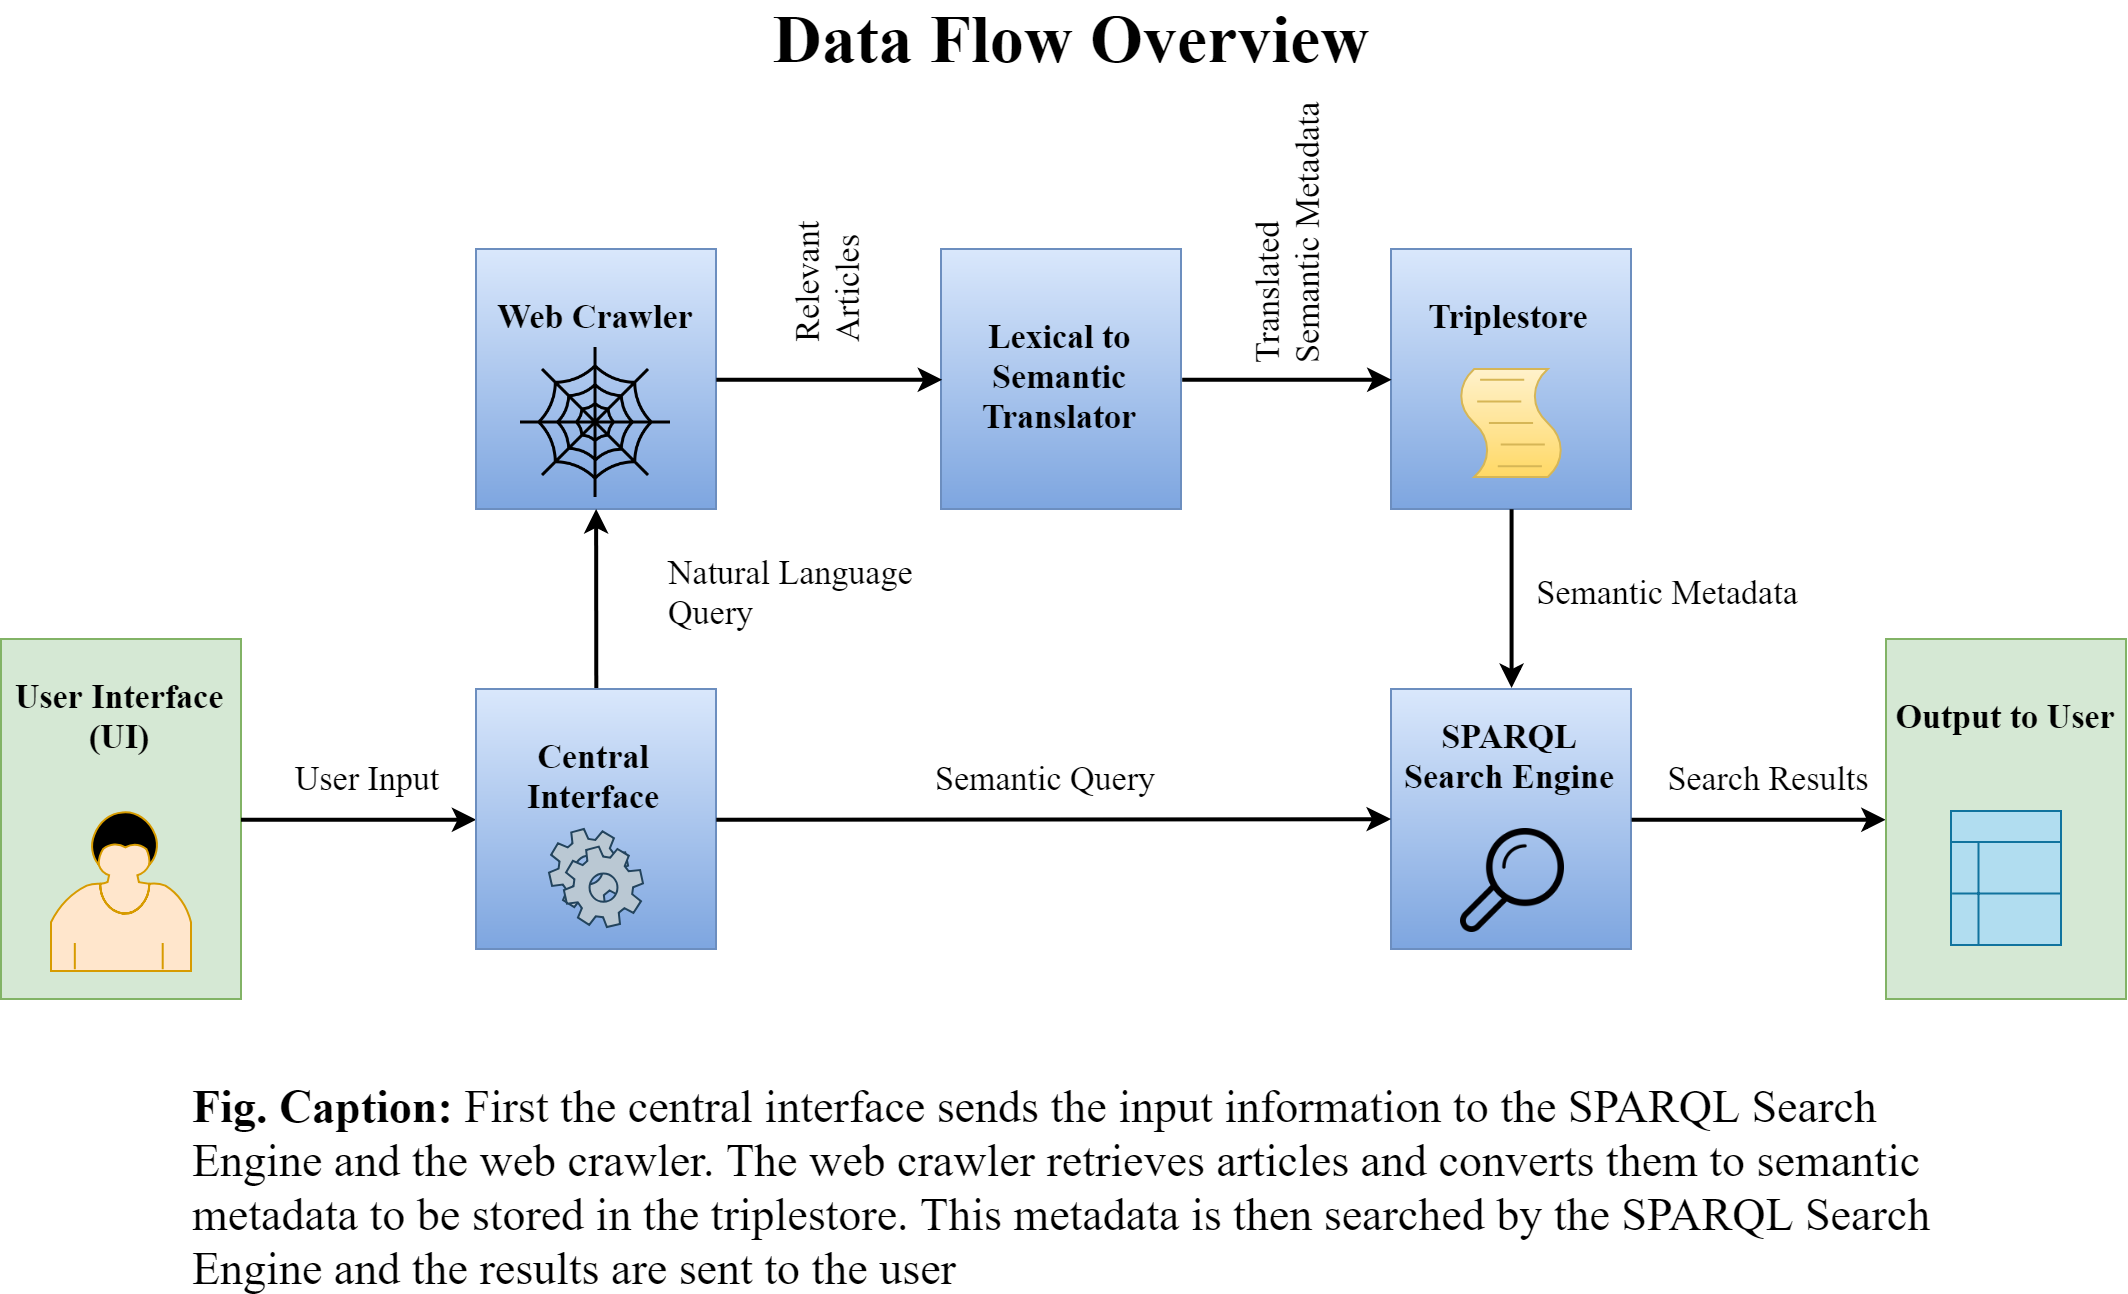 Data Flow Overview
Relevant
Articles
Translated
Semantic Metadata
Web Crawler
Lexical to
Semantic
Translator
Triplestore
Natural Language
Query
Semantic Metadata
User Interface
(UI)
User Input
Central
Interface
Semantic Query
SPARQL
Search Engine
Search Results
Output to User
Fig. Caption: First the central interface sends the input information to the SPARQL Search
Engine and the web crawler. The web crawler retrieves articles and converts them to semantic
metadata to be stored in the triplestore. This metadata is then searched by the SPARQL Search
Engine and the results are sent to the user